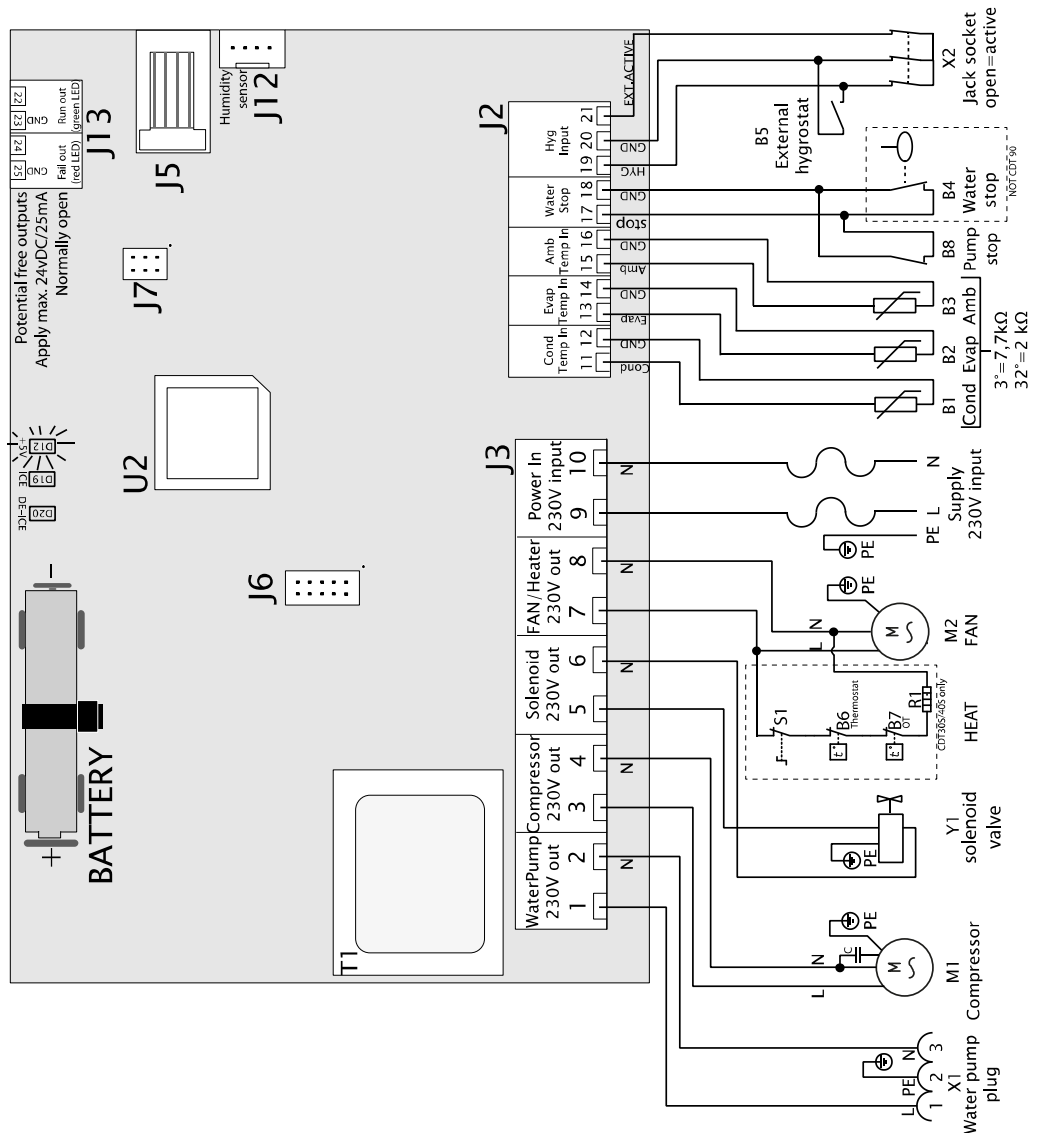 22
23
24
25
GND
GND
Run out
(green LED)
Fail out
(red LED)
J13
J5
Humidity
sensor
J12
Potential free outputs
Apply max. 24vDC/25mA
Normally open
J7
+5V
D12
ICE
D19
DE-ICE
D20
U2
J6
BATTERY
+
−
T1
J2
EXT.ACTIVE
Hyg
Input
Water
Stop
Amb
Temp In
Evap
Temp In
Cond
Temp In
21
20
19
18
17
16
15
14
13
12
11
GND
HYG
GND
stop
GND
Amb
GND
Evap
GND
Cond
J3
Power In
230V input
FAN/Heater
230V out
Solenoid
230V out
Compressor
230V out
WaterPump
230V out
10
9
8
7
6
5
4
3
2
1
N
N
N
N
N
X2
Jack socket
open=active
B5
External
hygrostat
B4
Water
stop
NOT CDT 90
B8
Pump
stop
B3
Amb
B2
Evap
B1
Cond
3°=7,7kΩ
32°=2 kΩ
N
L
PE
Supply
230V input
PE
PE
N
L
M
M2
FAN
S1
B6
Thermostat
t°
B7
OT
t°
R1
CDT30S/40S only
HEAT
PE
Y1
solenoid
valve
PE
C
N
L
M
M1
Compressor
N
PE
L
3
2
1
X1
Water pump
plug